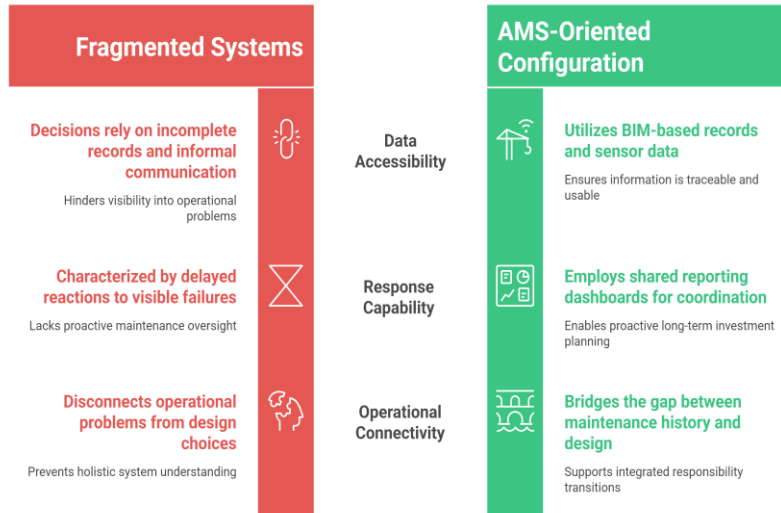 Fragmented Systems
AMS-Oriented
Configuration
Decisions rely on incomplete
records and informal
communication
Hinders visibility into operational
problems
Data
Accessibility
Utilizes BIM-based records
and sensor data
Ensures information is traceable and
usable
Characterized by delayed
reactions to visible failures
Lacks proactive maintenance oversight
Response
Capability
Employs shared reporting
dashboards for coordination
Enables proactive long-term investment
planning
Disconnects operational
problems from design
choices
Prevents holistic system understanding
Operational
Connectivity
Bridges the gap between
maintenance history and
design
Supports integrated responsibility
transitions